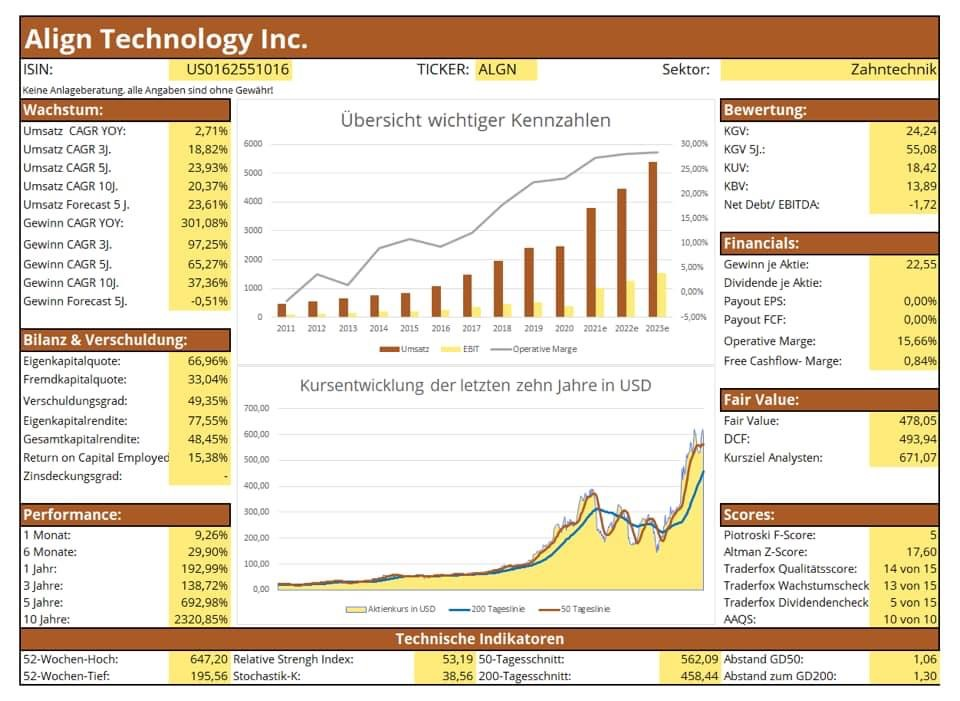 Align Technology Inc.
ISIN: US0162551016 TICKER: ALGN Sektor: Zahntechnik
Keine Anlageberatung, alle Angaben sind ohne Gewähr!
Wachstum:
Umsatz CAGR YOY: 2,71%
Umsatz CAGR 3J. 18,82%
Umsatz CAGR 5J. 23,93%
Umsatz CAGR 10J. 20,37%
Umsatz Forecast 5 J. 23,61%
Gewinn CAGR YOY: 301,08%
Gewinn CAGR 3J. 97,25%
Gewinn CAGR 5J. 65,27%
Gewinn CAGR 10J. 37,36%
Gewinn Forecast 5J. -0,51%
Bilanz & Verschuldung:
Eigenkapitalquote: 66,96%
Fremdkapitalquote: 33,04%
Verschuldungsgrad: 49,35%
Eigenkapitalrendite: 77,55%
Gesamtkapitalrendite: 48,45%
Return on Capital Employed 15,38%
Zinsdeckungsgrad: -
Performance:
1 Monat: 9,26%
6 Monate: 29,90%
1 Jahr: 192,99%
3 Jahre: 138,72%
5 Jahre: 692,98%
10 Jahre: 2320,85%
Übersicht wichtiger Kennzahlen
6000 30,00%
25,00%
5000
20,00%
4000
15,00%
3000
10,00%
2000
5,00%
1000 0,00%
0 -5,00%
2011 2012 2013 2014 2015 2016 2017 2018 2019 2020 2021e 2022e 2023e
Umsatz EBIT Operative Marge
Kursentwicklung der letzten zehn Jahre in USD
700,00
600,00
500,00
400,00
300,00
200,00
100,00
0,00
Aktienkurs in USD 200 Tageslinie 50 Tageslinie
Bewertung:
KGV: 24,24
KGV 5J.: 55,08
KUV: 18,42
KBV: 13,89
Net Debt/ EBITDA: -1,72
Financials:
Gewinn je Aktie: 22,55
Dividende je Aktie:
Payout EPS: 0,00%
Payout FCF: 0,00%
Operative Marge: 15,66%
Free Cashflow- Marge: 0,84%
Fair Value:
Fair Value: 478,05
DCF: 493,94
Kursziel Analysten: 671,07
Scores:
Piotroski F-Score: 5
Altman Z-Score: 17,60
Traderfox Qualitätsscore: 14 von 15
Traderfox Wachstumscheck 13 von 15
Traderfox Dividendencheck 5 von 15
AAQS: 10 von 10
Technische Indikatoren
52-Wochen-Hoch: 647,20 Relative Strengh Index: 53,19 50-Tagesschnitt: 562,09 Abstand GD50: 1,06
52-Wochen-Tief: 195,56 Stochastik-K: 38,56 200-Tagesschnitt: 458,44 Abstand zum GD200: 1,30